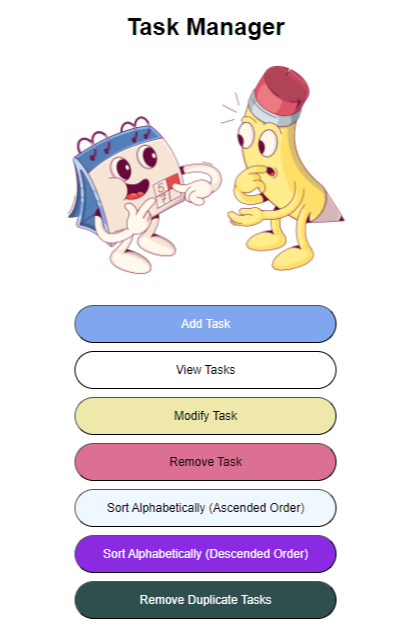 Task Manager
Add Task
View Tasks
Modify Task
Remove Task
Sort Alphabetically (Ascended Order)
Sort Alphabetically (Descended Order)
Remove Duplicate Tasks